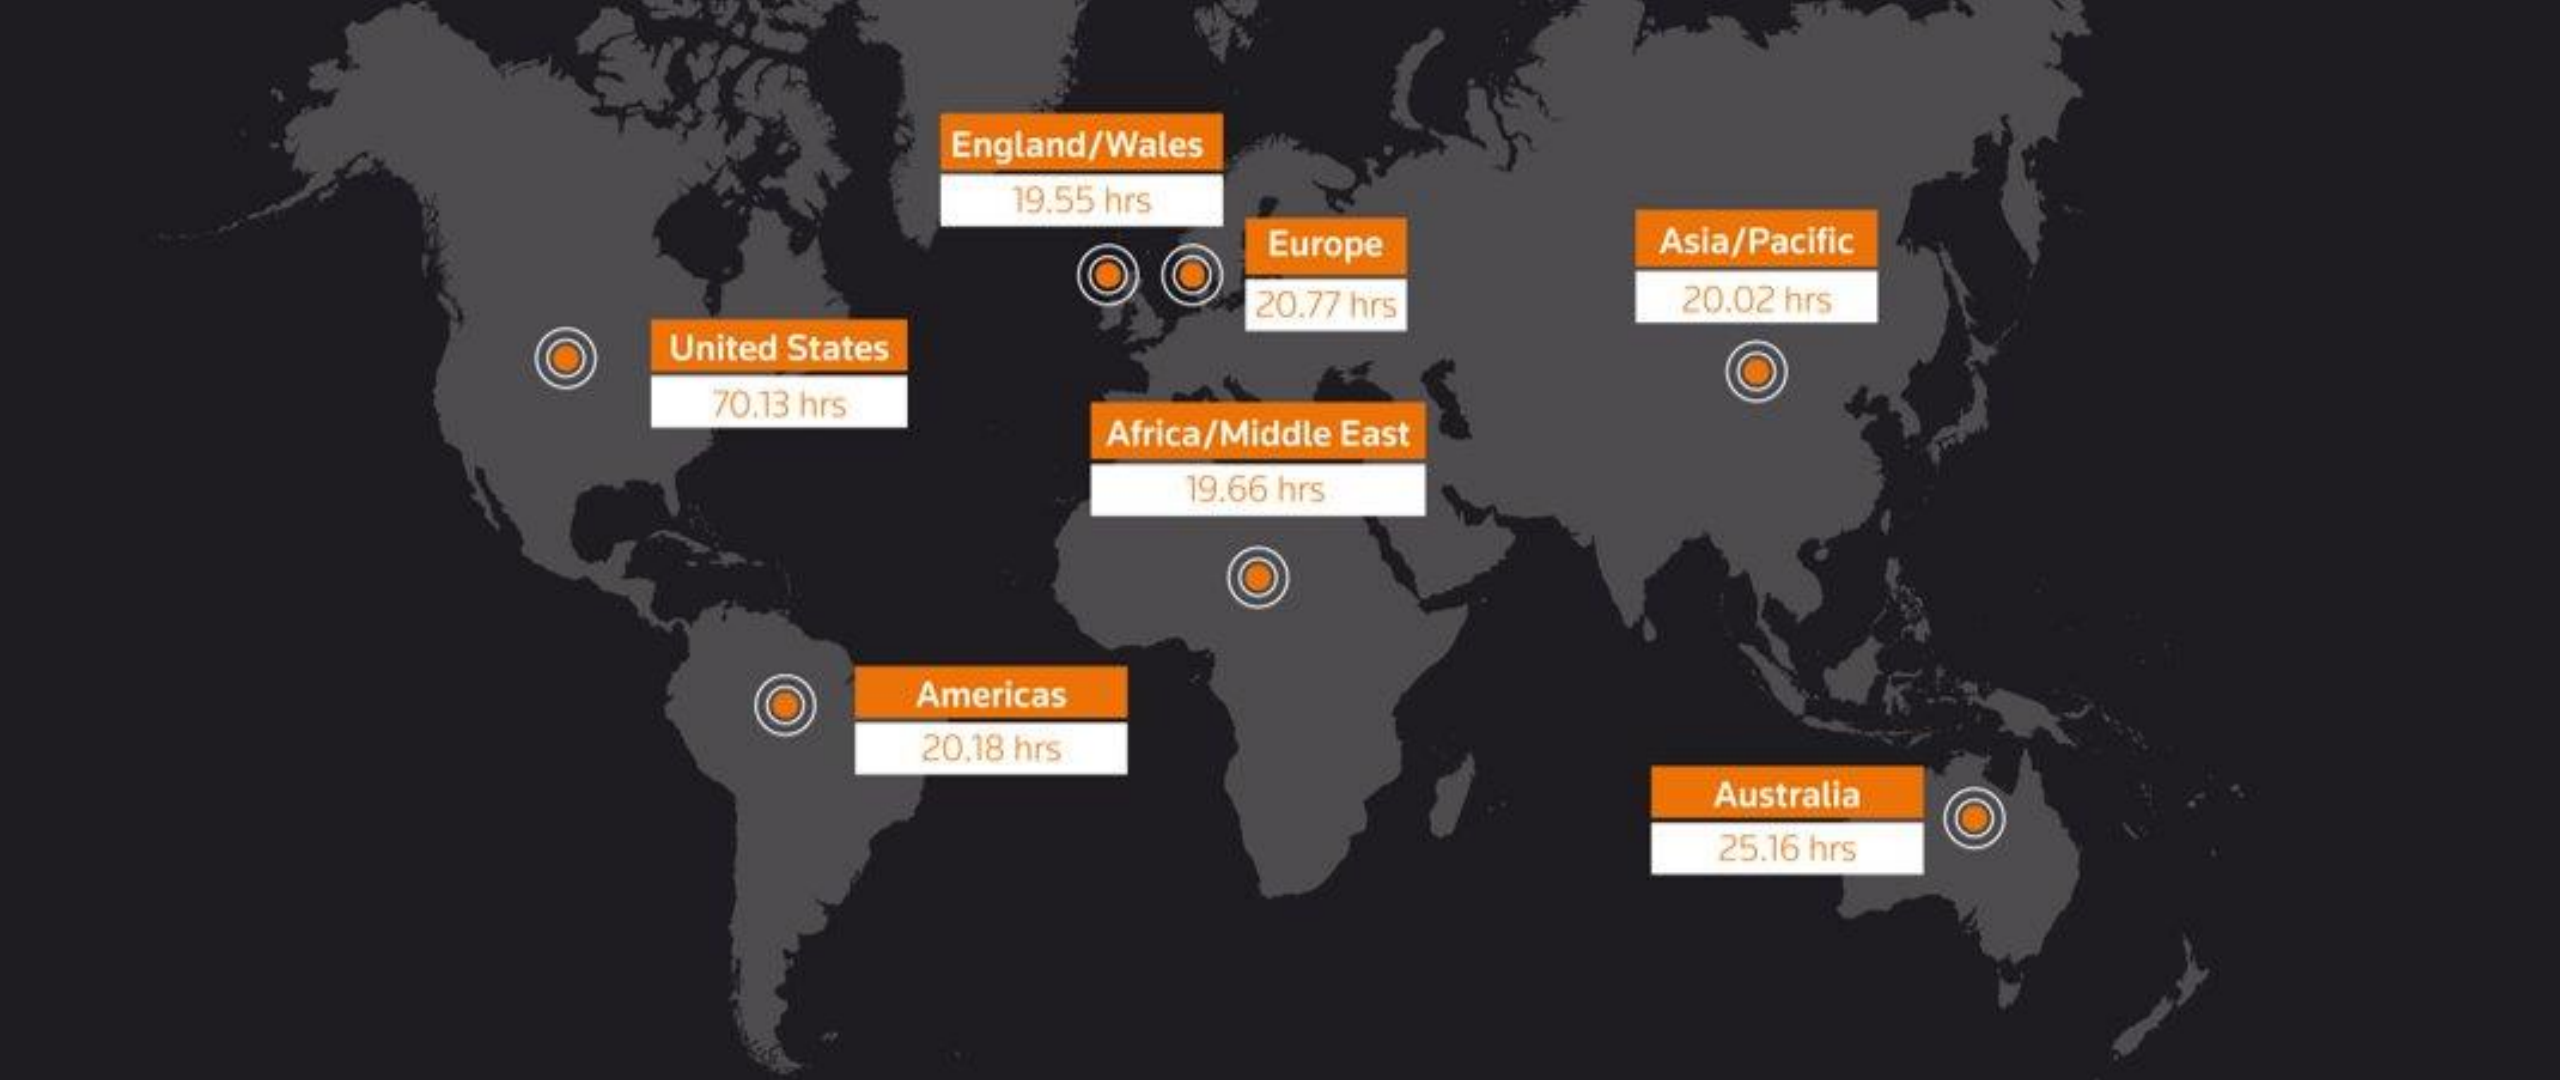 England/Wales
19.55 hrs
Europe
20.77 hrs
Asia/Pacific
20.02 hrs
United States
70.13 hrs
Africa/Middle East
19.66 hrs
Americas
20.18 hrs
Australia
25.16 hrs